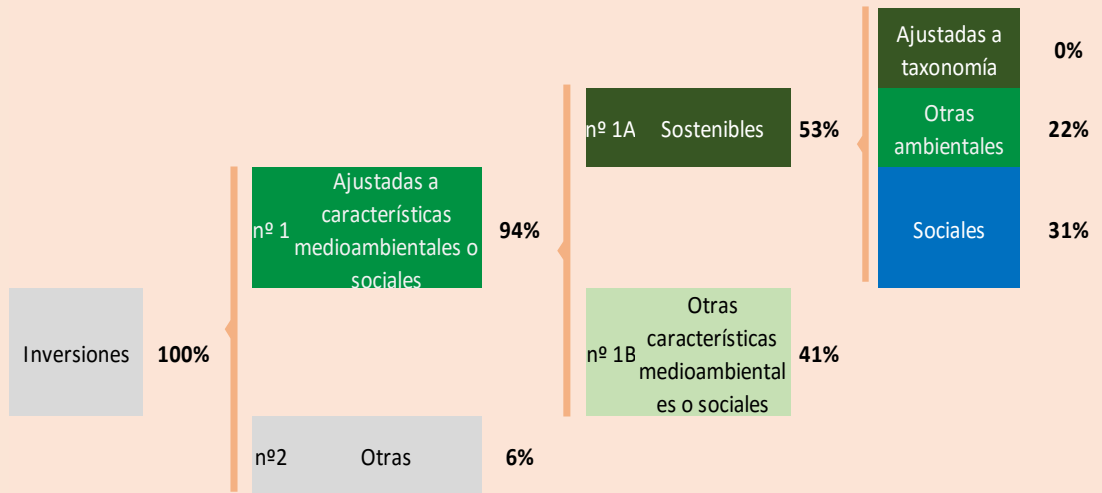 Inversiones
100%
nº 1
Ajustadas a
características
medioambientales o
sociales
94%
nº2
Otras
6%
nº 1A
Sostenibles
53%
nº 1B
Otras
características
medioambiental
es o sociales
41%
Ajustadas a
taxonomía
0%
Otras
ambientales
22%
Sociales
31%